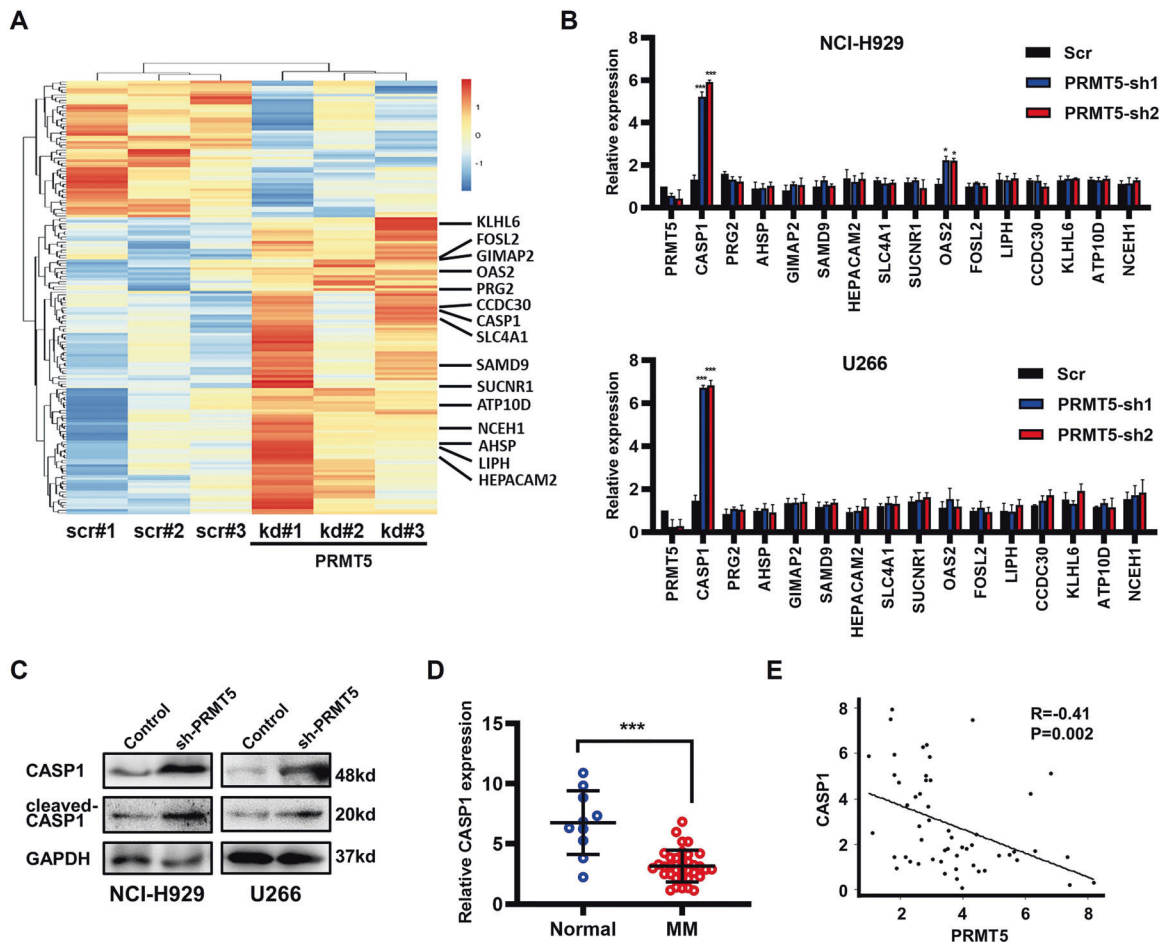 A
1
0
-1
KLHL6
FOSL2
GIMAP2
OAS2
PRG2
CCDC30
CASP1
SLC4A1
SAMD9
SUCNR1
ATP10D
NCEH1
AHSP
LIPH
HEPACAM2
scr#1 scr#2 scr#3 kd#1 kd#2 kd#3
PRMT5
B
NCI-H929
Relative expression
8
6
4
2
0
*** ***
* *
Scr
PRMT5-sh1
PRMT5-sh2
PRMT5 CASP1 PRG2 AHSP GIMAP2 SAMD9 HEPACAM2 SLC4A1 SUCNR1 OAS2 FOSL2 LIPH CCDC30 KLHL6 ATP10D NCEH1
U266
Relative expression
8
6
4
2
0
*** ***
Scr
PRMT5-sh1
PRMT5-sh2
PRMT5 CASP1 PRG2 AHSP GIMAP2 SAMD9 HEPACAM2 SLC4A1 SUCNR1 OAS2 FOSL2 LIPH CCDC30 KLHL6 ATP10D NCEH1
C
Control sh-PRMT5 Control sh-PRMT5
CASP1 48kd
cleaved-
CASP1 20kd
GAPDH 37kd
NCI-H929 U266
D
Relative CASP1 expression
15
10
5
0
***
Normal MM
E
CASP1
8
6
4
2
0
R=-0.41
P=0.002
2 4 6 8
PRMT5